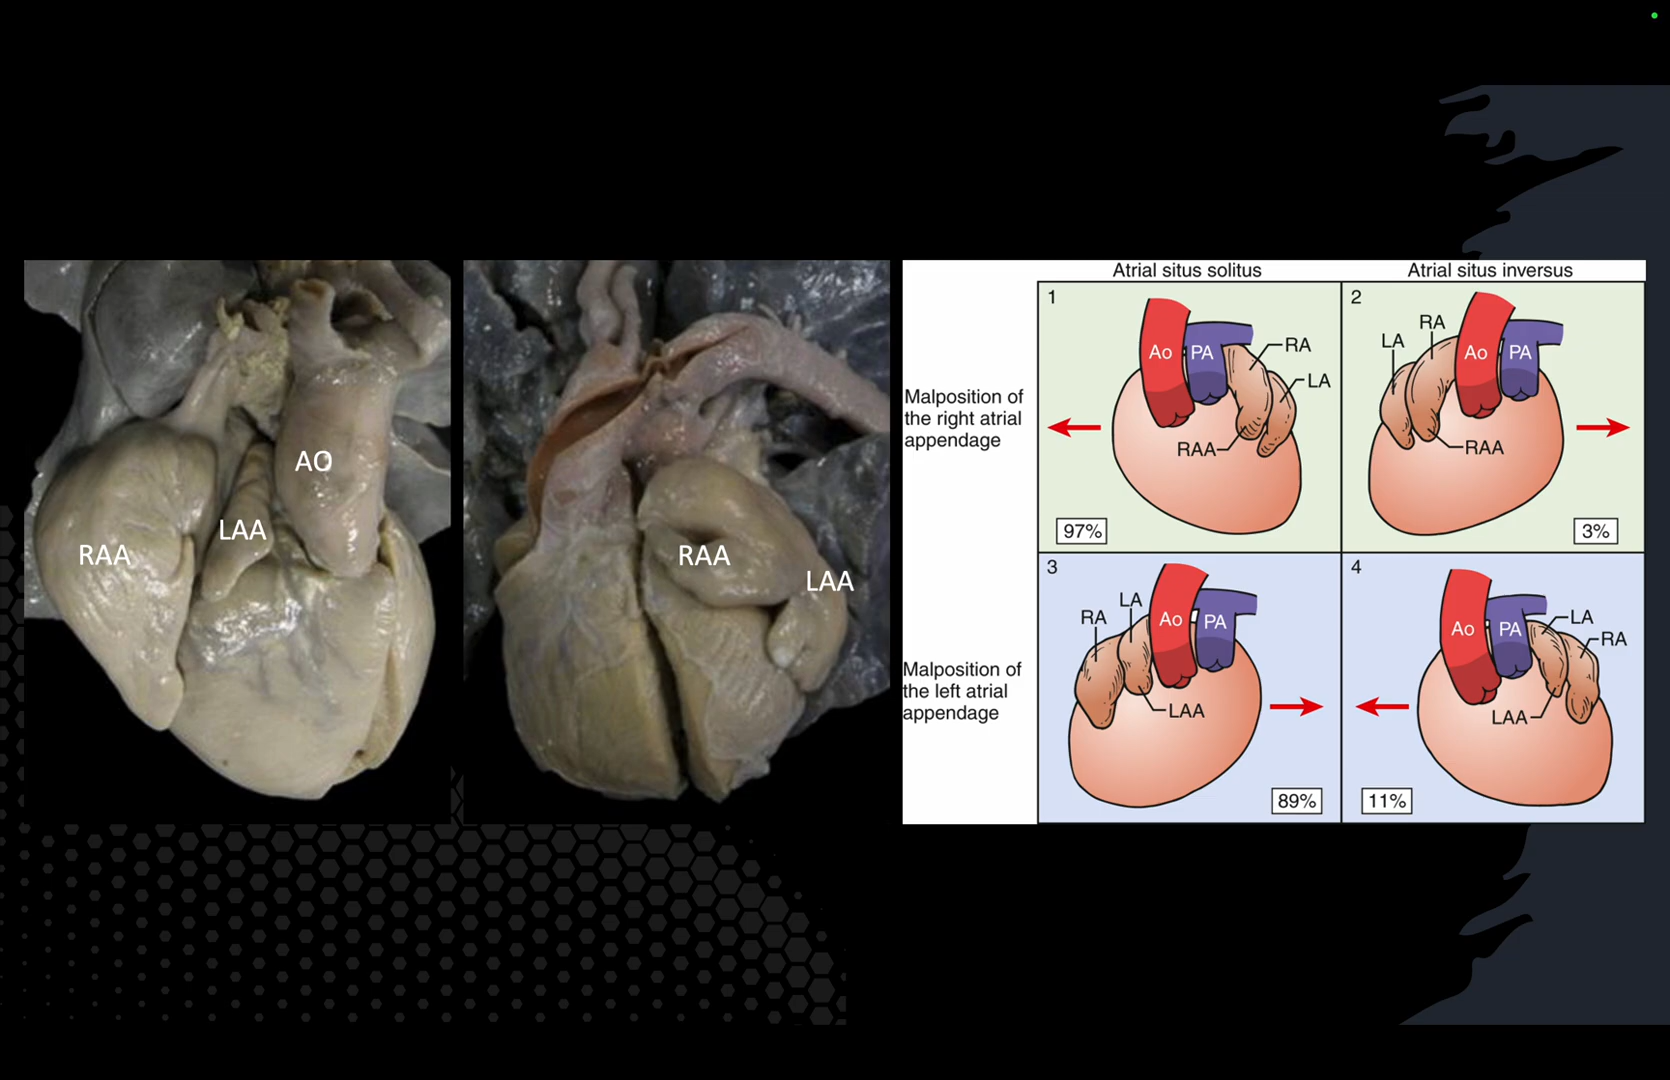 RAA
LAA
AO
RAA
LAA
Atrial situs solitus
Atrial situs inversus
Malposition of
the right atrial
appendage
1
Ao
PA
RA
LA
RAA
97%
2
LA
RA
Ao
PA
RAA
3%
Malposition of
the left atrial
appendage
3
RA
LA
Ao
PA
LAA
89%
4
Ao
PA
LA
RA
LAA
11%